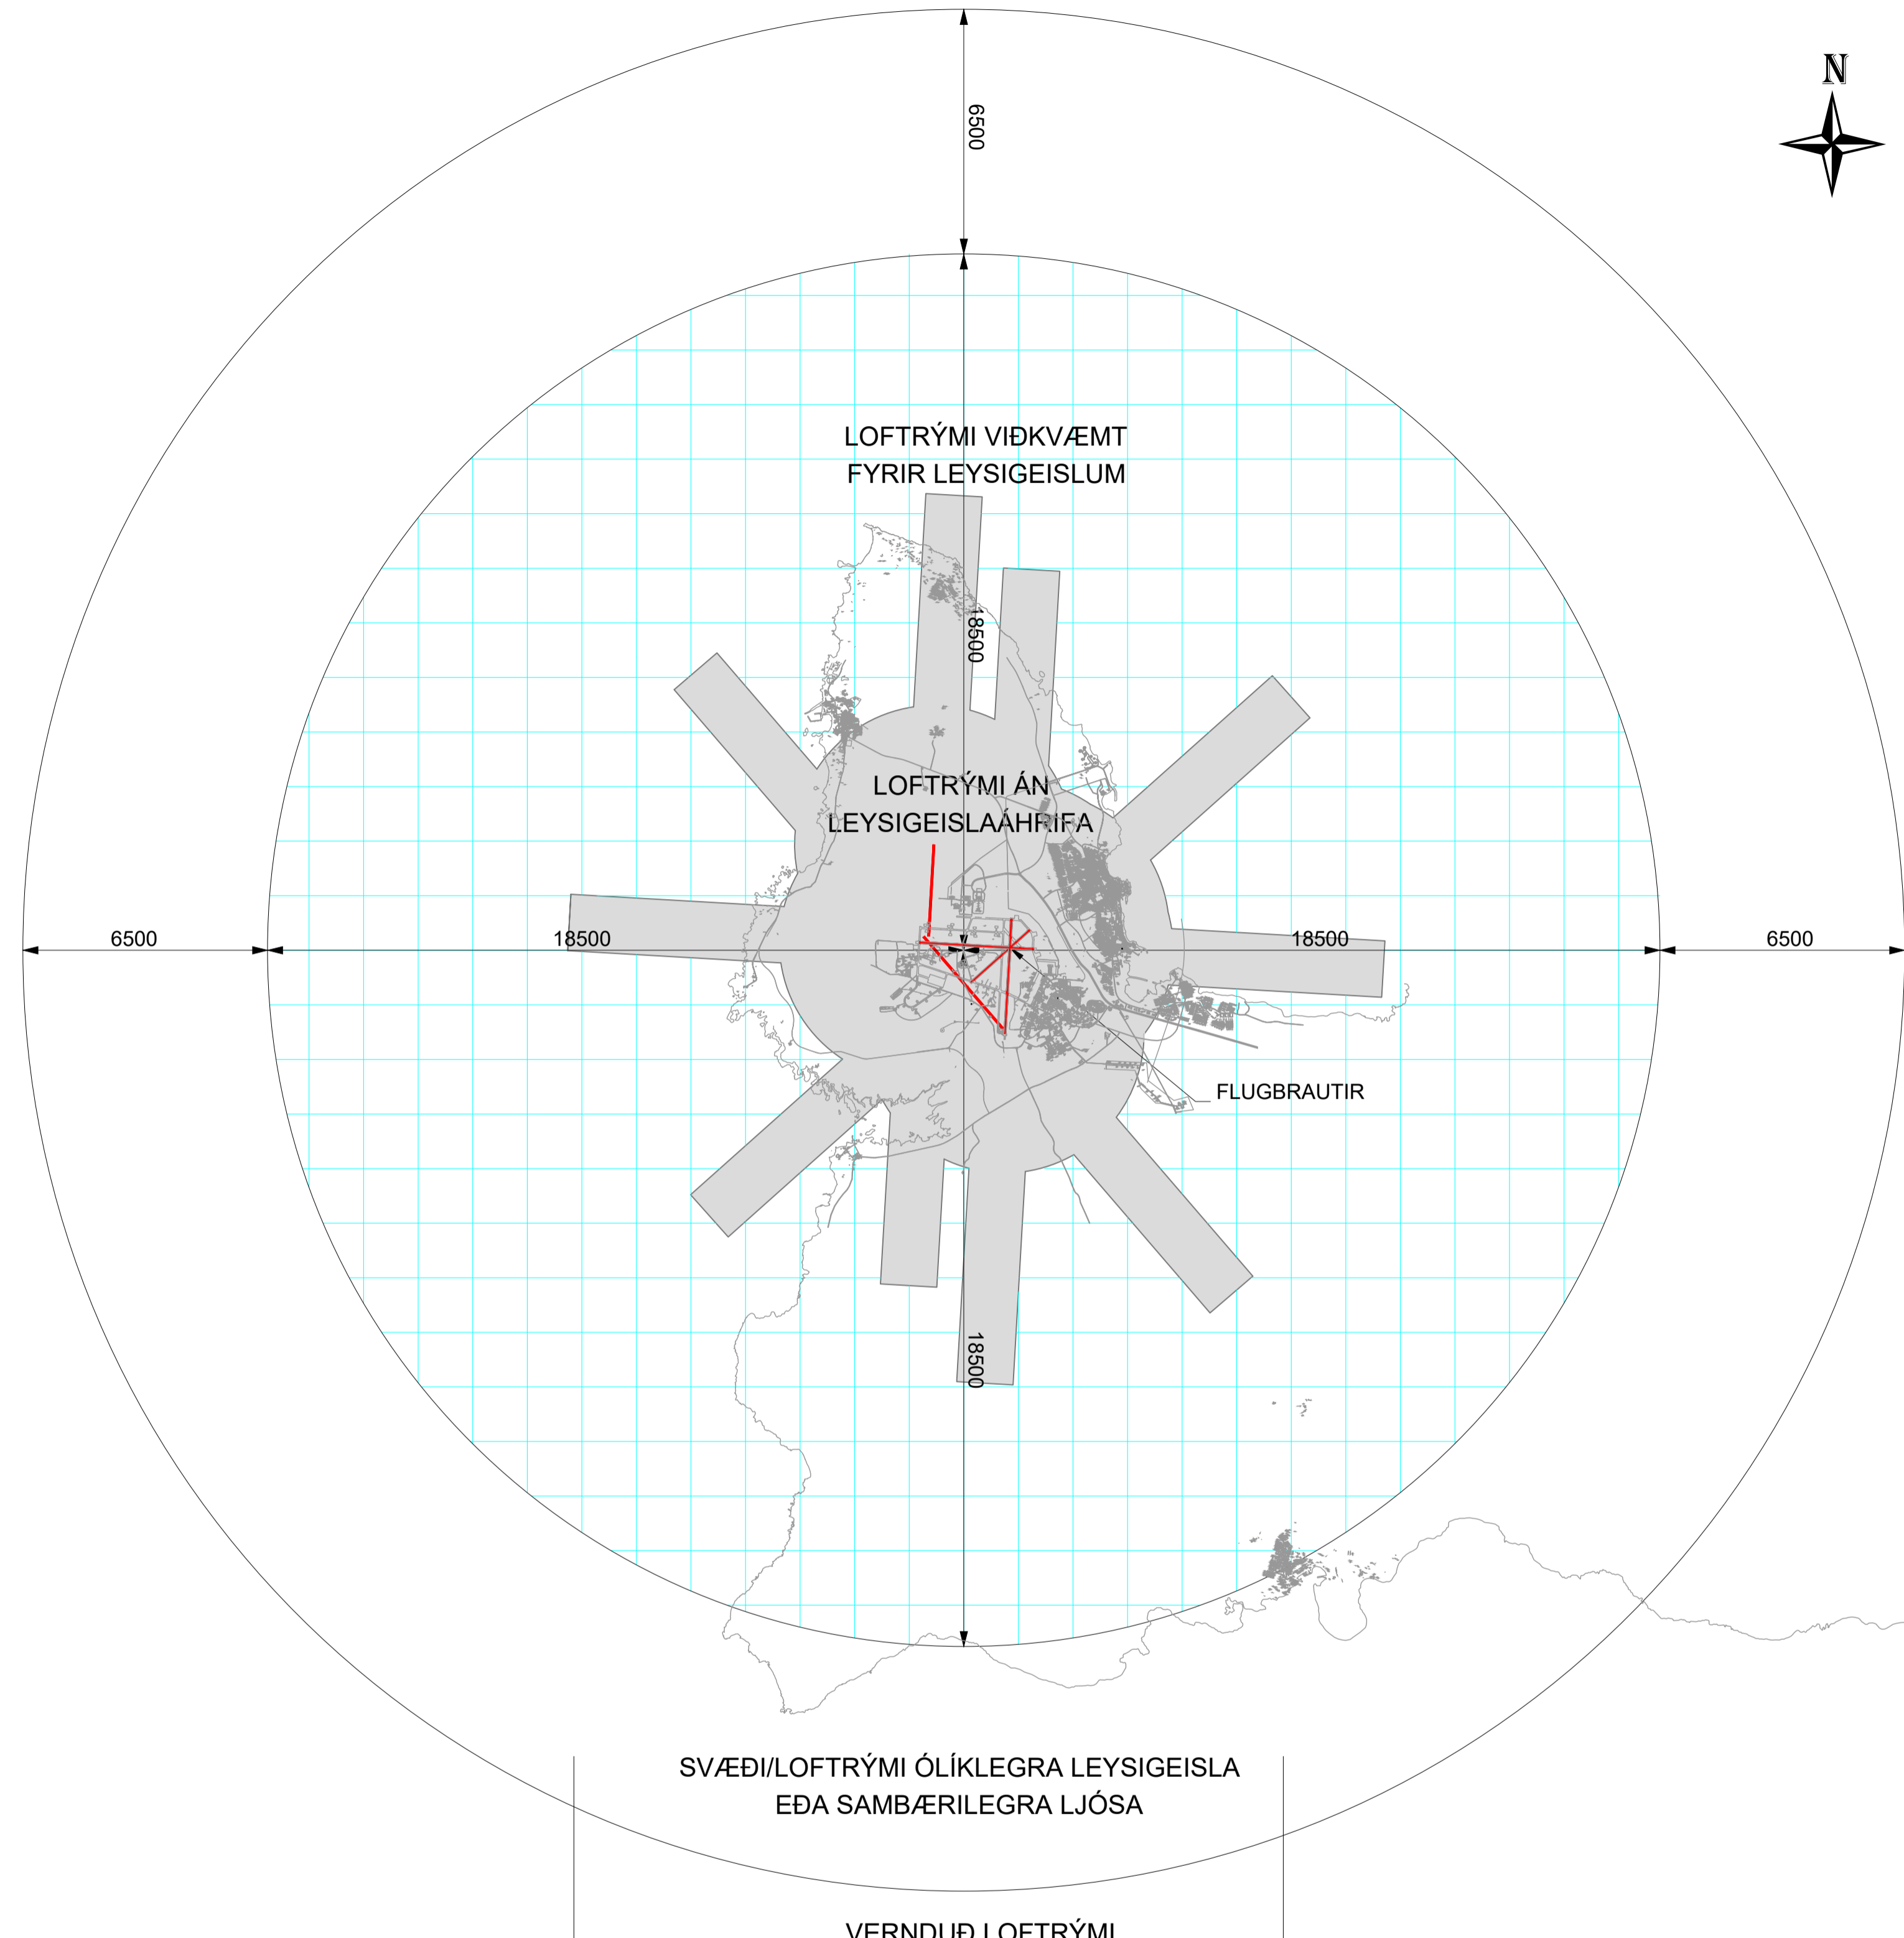 N
6500
LOFTRÝMI VIÐKVÆMT
FYRIR LEYSIGEISLUM
18500
LOFTRÝMI ÁN
LEYSIGEISLAÁHRIFA
6500
18500
18500
6500
FLUGBRAUTIR
18500
SVÆÐI/LOFTRÝMI ÓLÍKLEGRA LEYSIGEISLA
EÐA SAMBÆRILEGRA LJÓSA
VERNDUÐ LOFTRÝMI